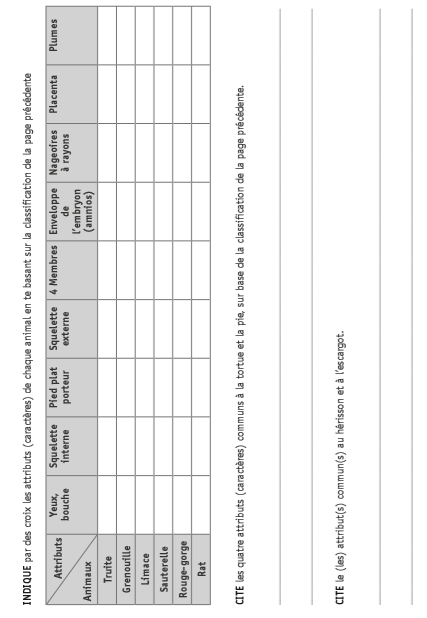 INDIQUE par des croix les attributs (caractères) de chaque animal en te basant sur la classification de la page précédente
Attributs
Animaux
Yeux, bouche
Squelette interne
Pied plat porteur
Squelette externe
4 Membres
Enveloppe de l'embryon (amnios)
Nageoires à rayons
Placenta
Plumes
Truite
Grenouille
Limace
Sauterelle
Rouge-gorge
Rat
CITE les quatre attributs (caractères) communs à la tortue et la pie, sur base de la classification de la page précédente.
CITE le (les) attribut(s) commun(s) au hérisson et à l'escargot.